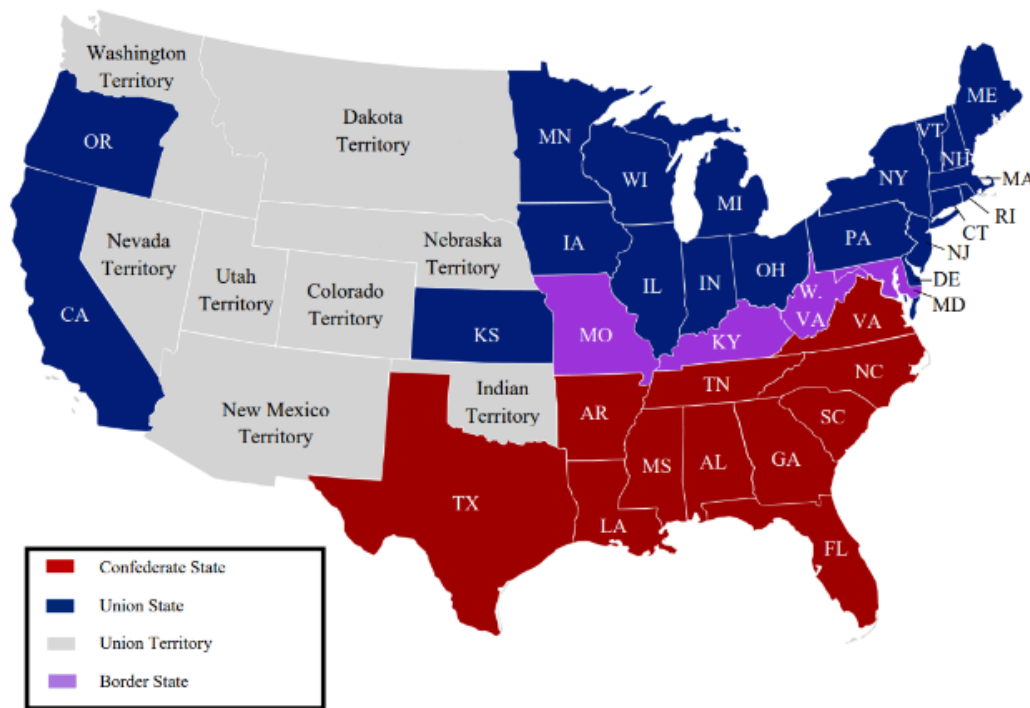 Washington
Territory
OR
Dakota
Territory
MN
ME
VT
NH
WI
NY
MA
MI
RI
CT
Nevada
Territory
Nebraska
Territory
IA
PA
NJ
Utah
Territory
Colorado
Territory
IL
IN
OH
DE
MD
W.
VA
CA
KS
MO
KY
VA
TN
NC
New Mexico
Territory
Indian
Territory
AR
SC
MS
AL
GA
TX
LA
FL
Confederate State
Union State
Union Territory
Border State